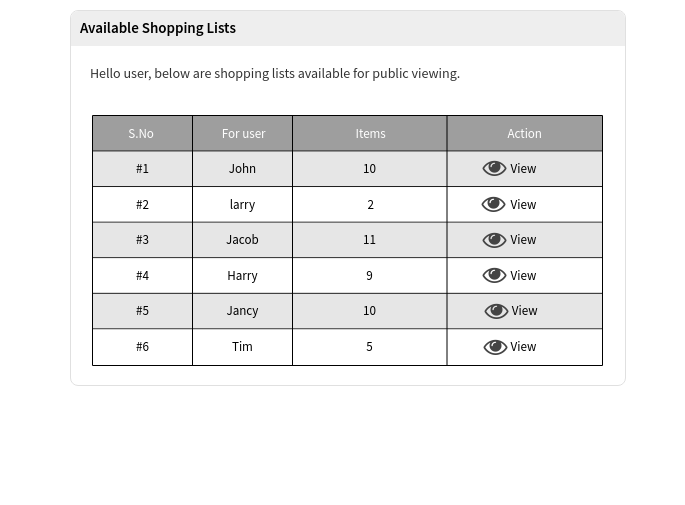 Available Shopping Lists
Hello user, below are shopping lists available for public viewing.
S.No For user Items Action
#1 John 10 View
#2 larry 2 View
#3 Jacob 11 View
#4 Harry 9 View
#5 Jancy 10 View
#6 Tim 5 View